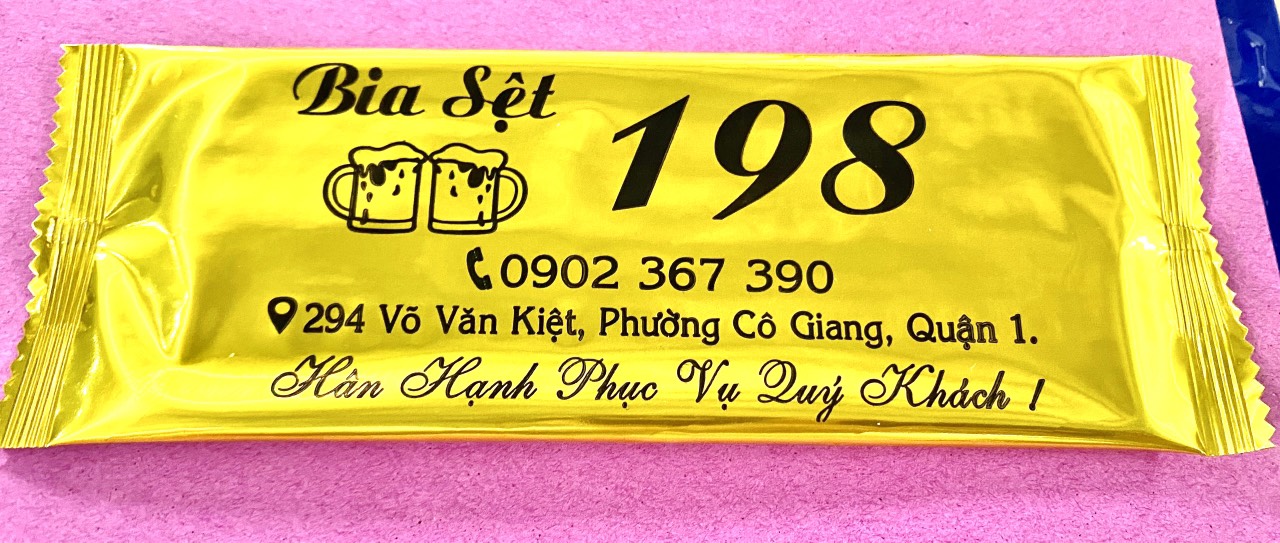 Bia Sệt
198
0902 367 390
294 Võ Văn Kiệt, Phường Cô Giang, Quận 1.
Hân Hạnh Phục Vụ Quý Khách !